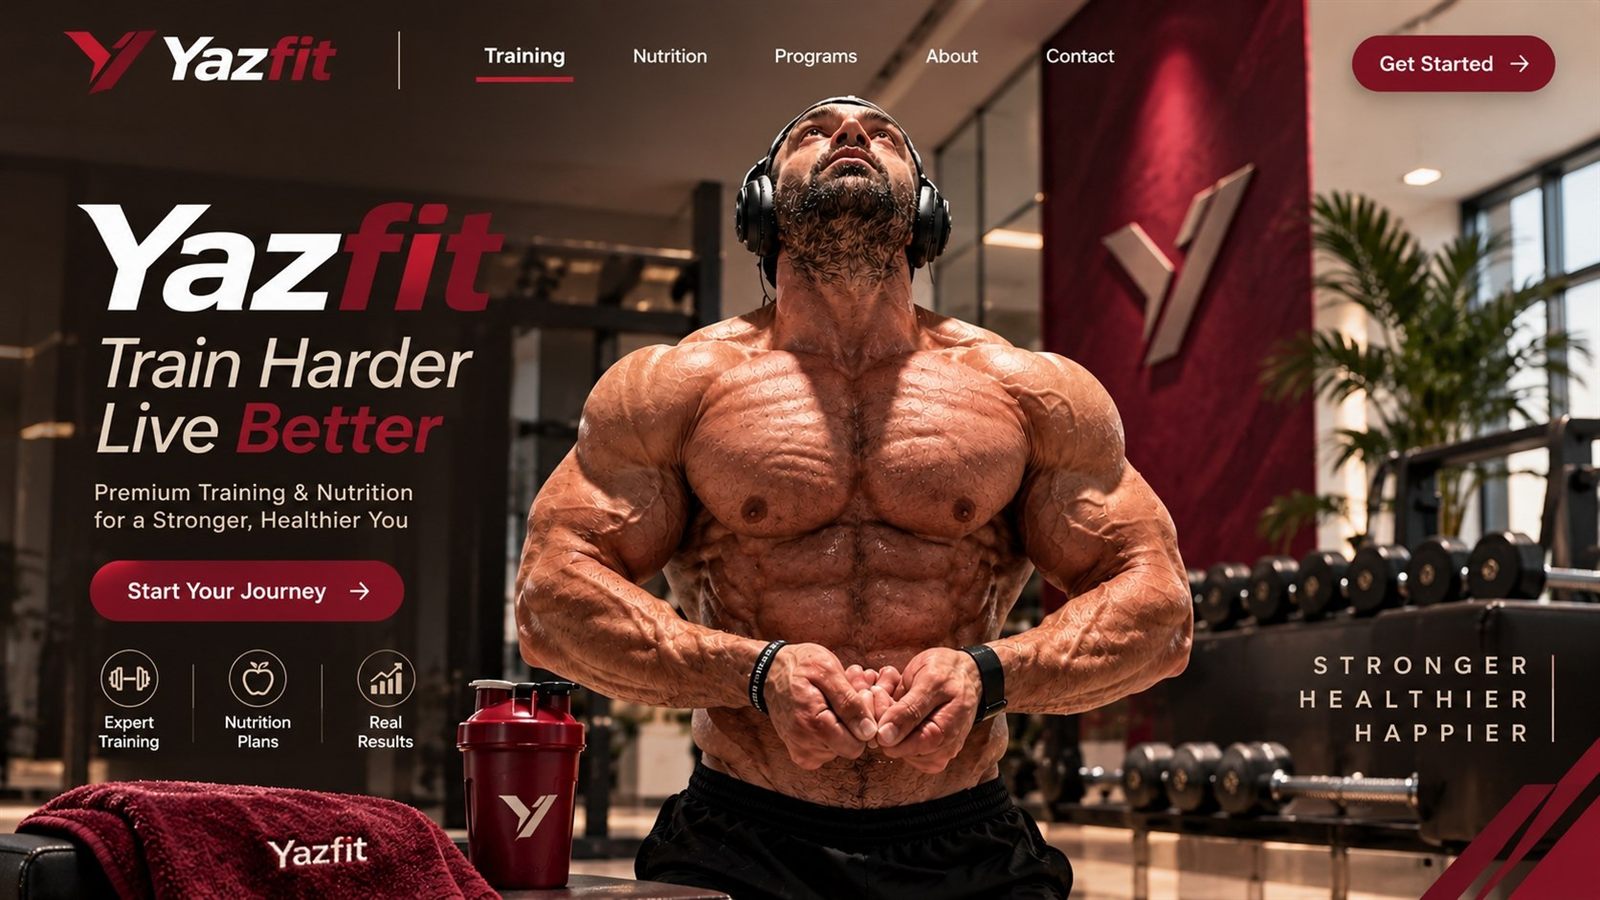 Yazfit
Training
Nutrition
Programs
About
Contact
Get Started
Yazfit
Train Harder
Live Better
Premium Training & Nutrition
for a Stronger, Healthier You
Start Your Journey
Expert
Training
Nutrition
Plans
Real
Results
STRONGER
HEALTHIER
HAPPIER
Yazfit